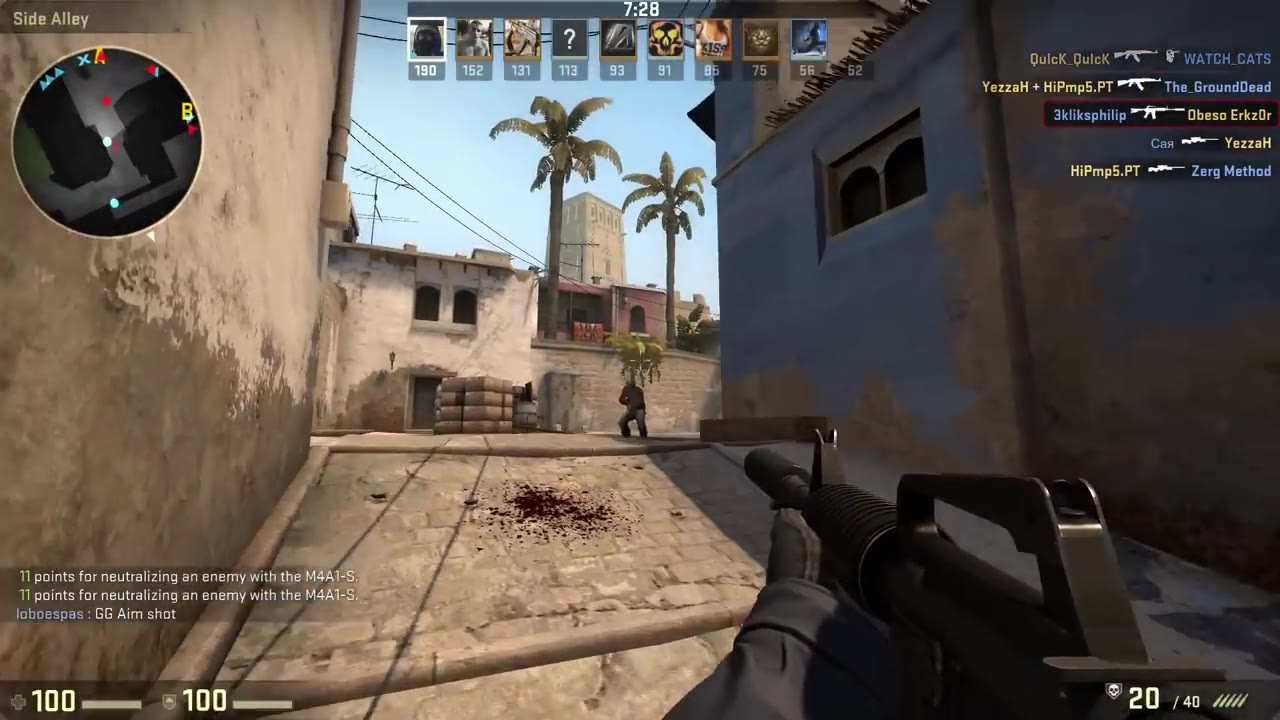 Side Alley
7:28
A
B
?
KISS
190 152 131 113 93 91 85 75 56 52
QuIcK_QuIcK WATCH_CATS
YezzaH + HiPmp5.PT The_GroundDead
3kliksphilip Obeso Erkz0r
Сая YezzaH
HiPmp5.PT Zerg Method
11 points for neutralizing an enemy with the M4A1-S.
11 points for neutralizing an enemy with the M4A1-S.
loboespas : GG Aim shot
100 100
20 / 40